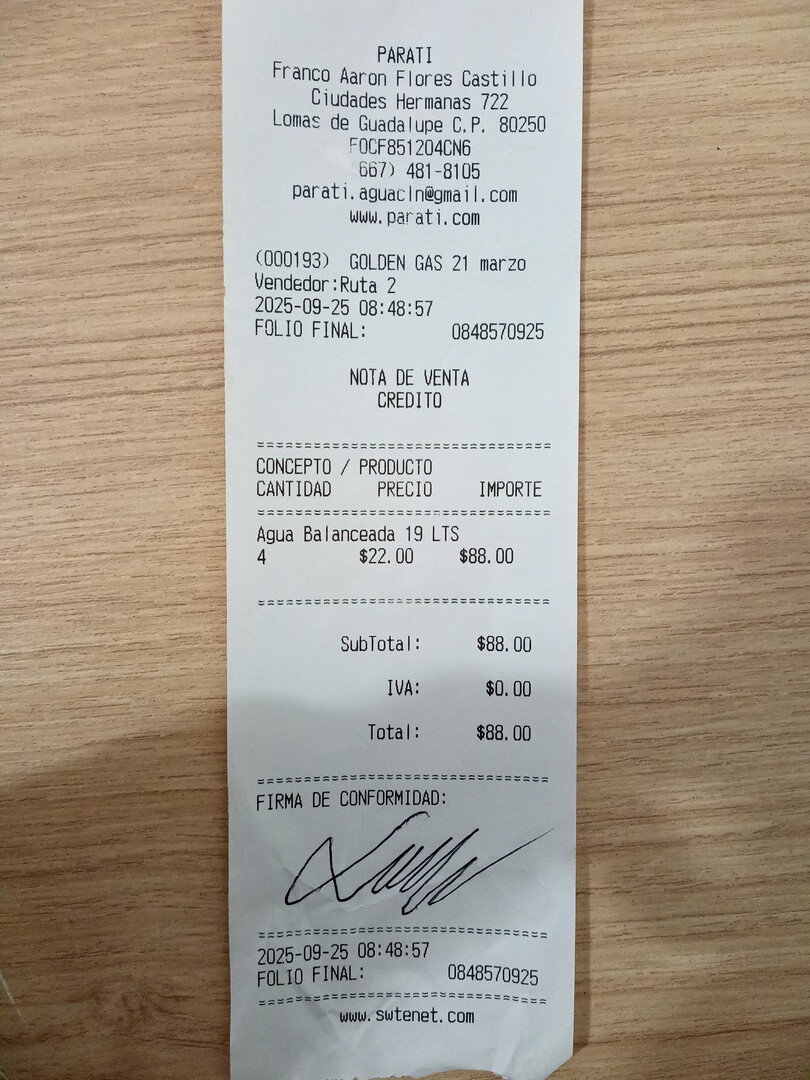 PARATI
Franco Aaron Flores Castillo
Ciudades Hermanas 722
Lomas de Guadalupe C.P. 80250
FOCF851204CN6
667) 481-8105
parati.aguacln@gmail.com
www.parati.com
(000193) GOLDEN GAS 21 marzo
Vendedor:Ruta 2
2025-09-25 08:48:57
FOLIO FINAL: 0848570925
NOTA DE VENTA
CREDITO
CONCEPTO / PRODUCTO
CANTIDAD PRECIO IMPORTE
Agua Balanceada 19 LTS
4 $22.00 $88.00
SubTotal: $88.00
IVA: $0.00
Total: $88.00
FIRMA DE CONFORMIDAD:
2025-09-25 08:48:57
FOLIO FINAL: 0848570925
www.swtenet.com